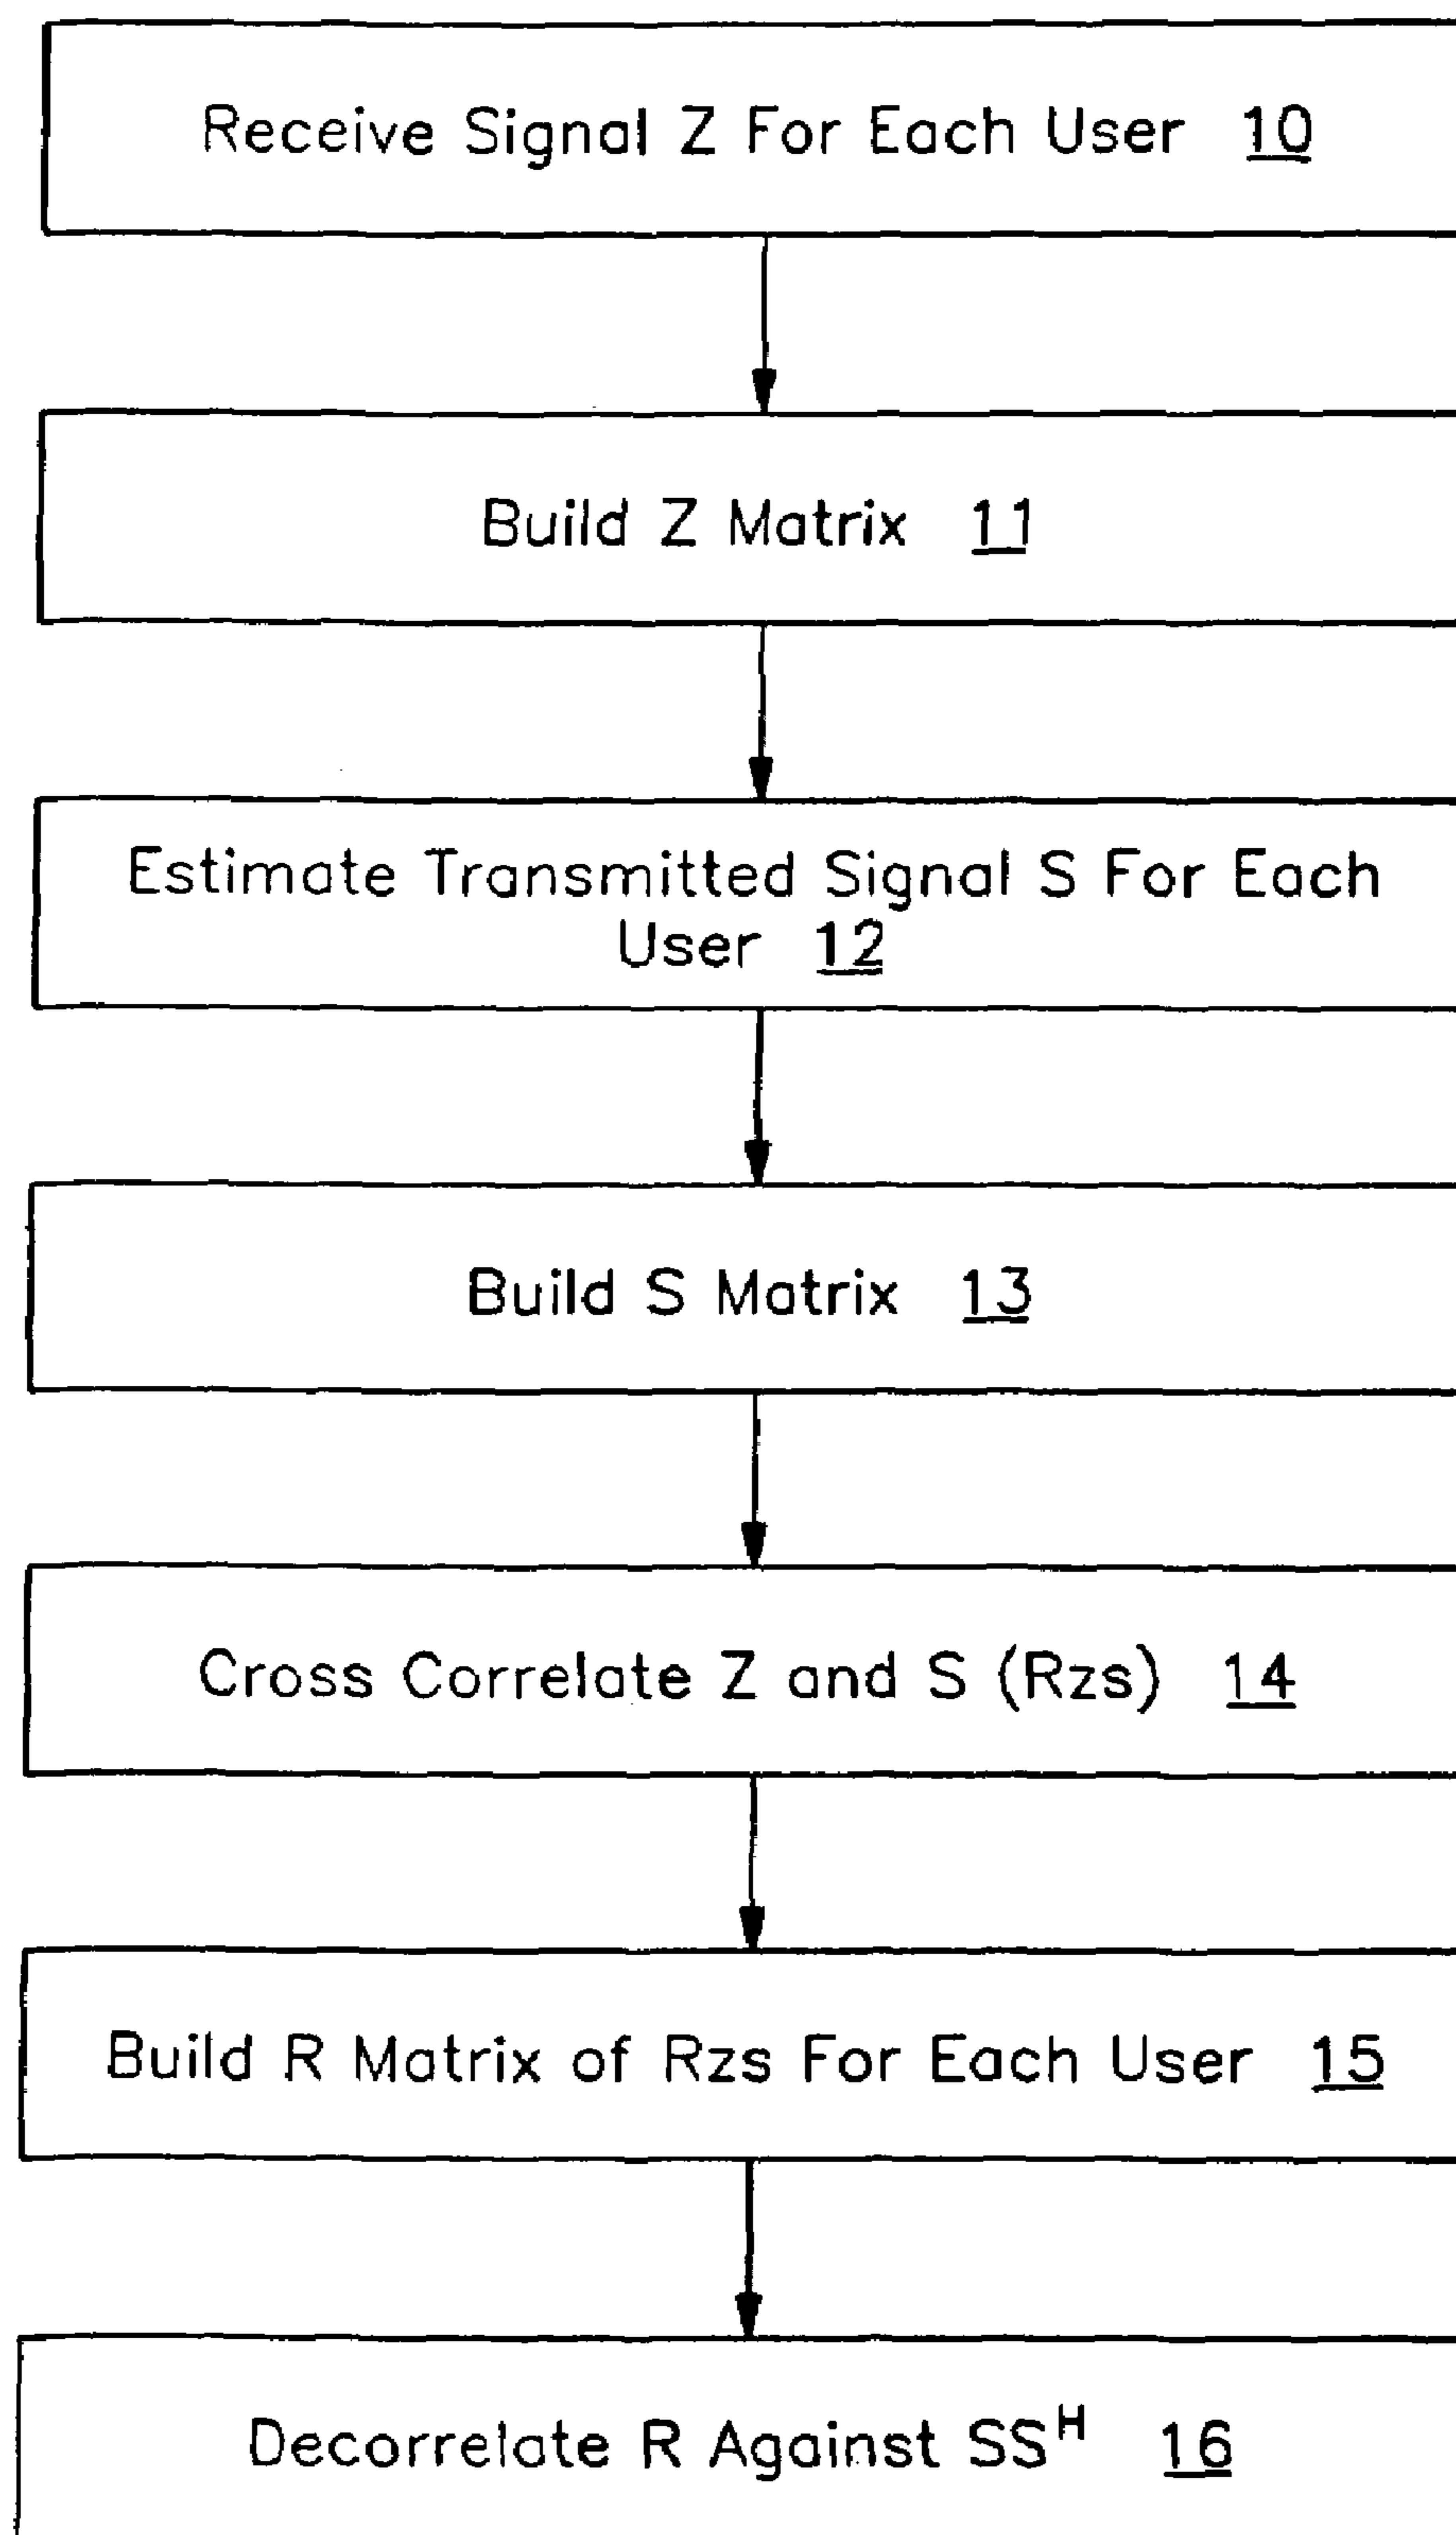 Receive Signal Z For Each User 10
Build Z Matrix 11
Estimate Transmitted Signal S For Each
User 12
Build S Matrix 13
Cross Correlate Z and S (Rzs) 14
Build R Matrix of Rzs For Each User 15
Decorrelate R Against SS^H 16